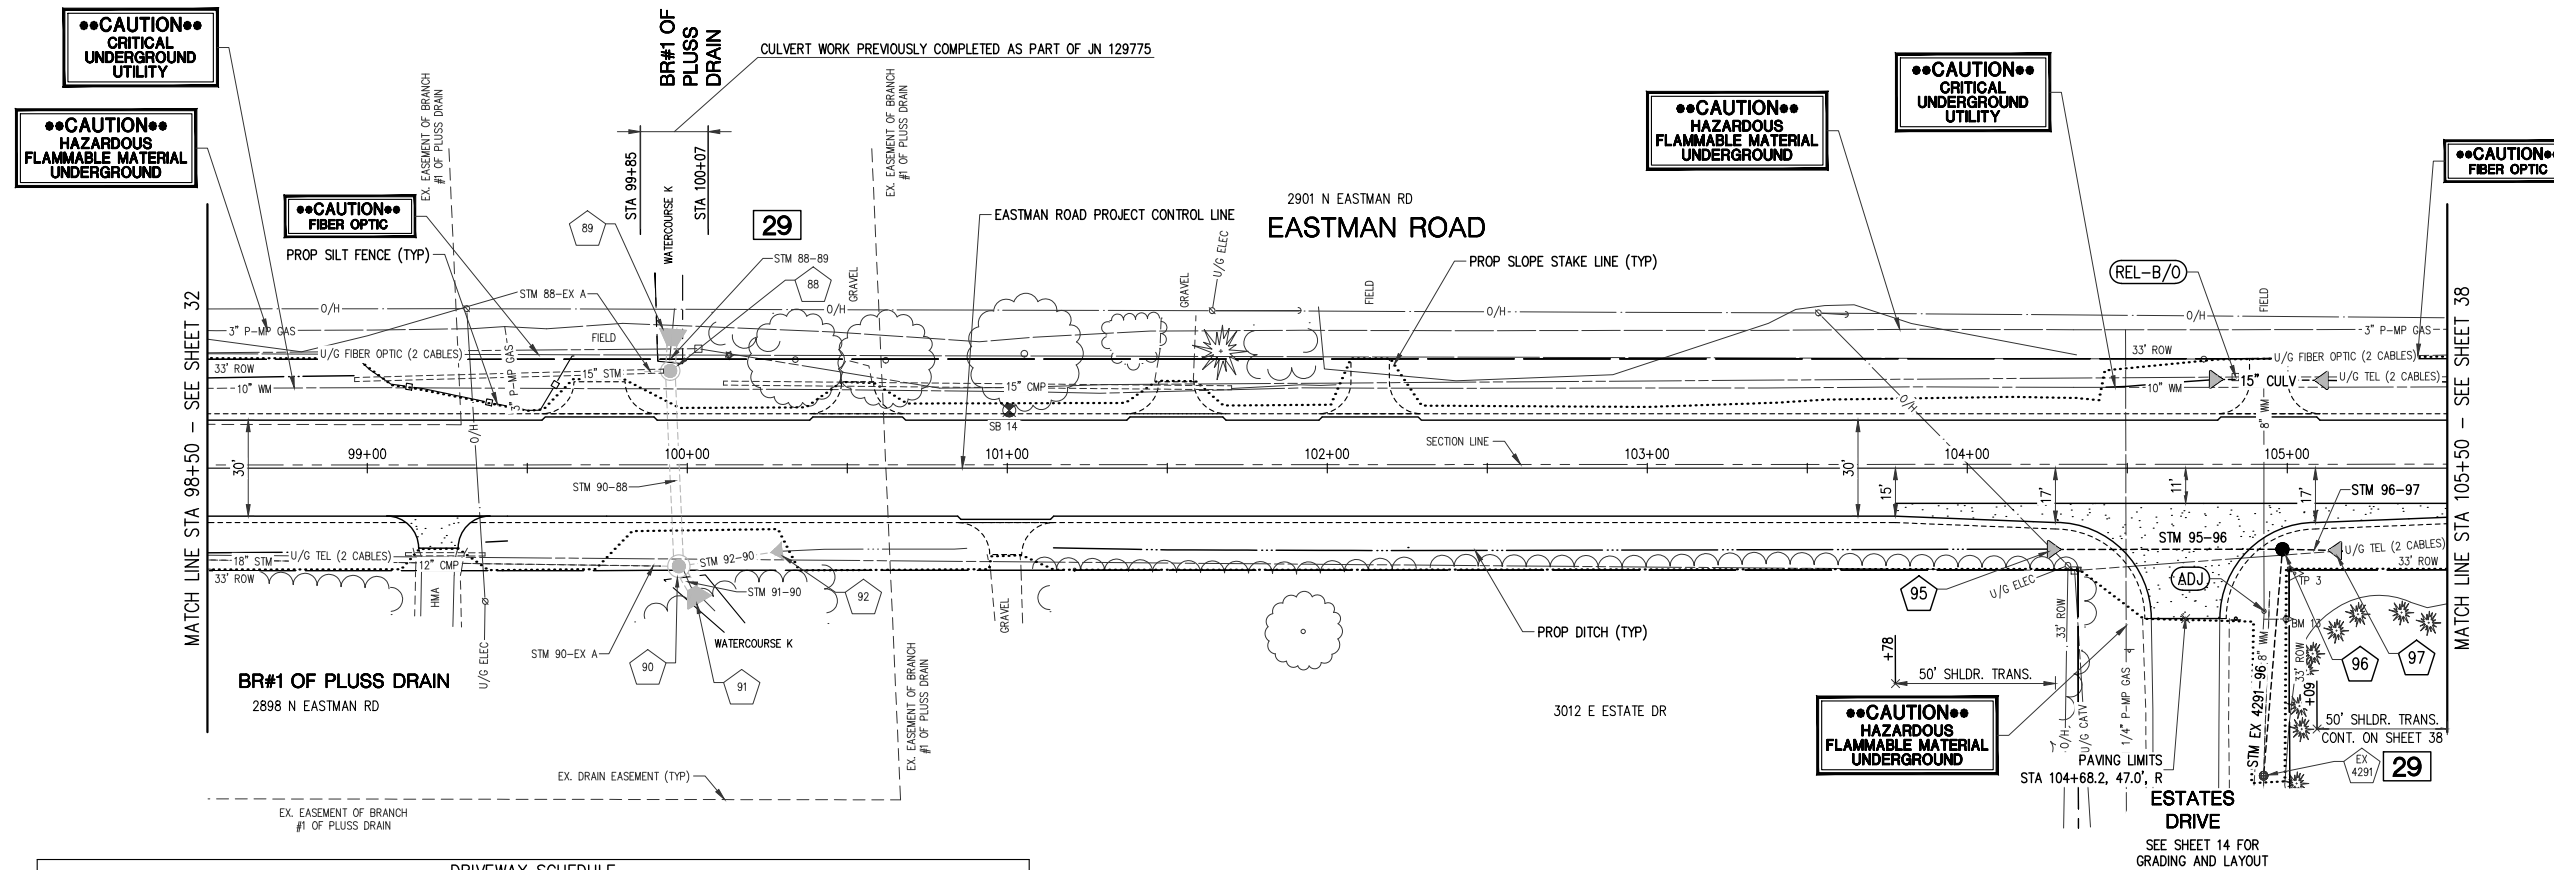 ●●CAUTION●●
CRITICAL
UNDERGROUND
UTILITY
●●CAUTION●●
HAZARDOUS
FLAMMABLE MATERIAL
UNDERGROUND
●●CAUTION●●
FIBER OPTIC
PROP SILT FENCE (TYP)
EX. EASEMENT OF BRANCH
#1 OF PLUSS DRAIN
BR#1 OF
PLUSS
DRAIN
CULVERT WORK PREVIOUSLY COMPLETED AS PART OF JN 129775
STA 99+85
WATERCOURSE K
STA 100+07
89
29
EX. EASEMENT OF BRANCH
#1 OF PLUSS DRAIN
STM 88-89
88
STM 88-EX A
EASTMAN ROAD PROJECT CONTROL LINE
2901 N EASTMAN RD
EASTMAN ROAD
PROP SLOPE STAKE LINE (TYP)
●●CAUTION●●
HAZARDOUS
FLAMMABLE MATERIAL
UNDERGROUND
●●CAUTION●●
CRITICAL
UNDERGROUND
UTILITY
●●CAUTION●●
FIBER OPTIC
REL-B/O
GRAVEL
GRAVEL
U/G ELEC
FIELD
FIELD
FIELD
O/H
O/H
O/H
O/H
O/H
O/H
3" P-MP GAS
3" P-MP GAS
3" P-MP GAS
U/G FIBER OPTIC (2 CABLES)
U/G FIBER OPTIC (2 CABLES)
33' ROW
33' ROW
10" WM
10" WM
15" STM
15" CMP
15" CULV
U/G TEL (2 CABLES)
8" WM
SB 14
SECTION LINE
MATCH LINE STA 98+50 - SEE SHEET 32
MATCH LINE STA 105+50 - SEE SHEET 38
99+00
100+00
101+00
102+00
103+00
104+00
105+00
30'
30'
15'
17'
11'
17'
STM 90-88
STM 96-97
STM 95-96
18" STM
U/G TEL (2 CABLES)
33' ROW
12" CMP
HMA
STM 92-90
STM 91-90
92
STM 90-EX A
90
91
WATERCOURSE K
GRAVEL
U/G ELEC
BR#1 OF PLUSS DRAIN
2898 N EASTMAN RD
EX. EASEMENT OF BRANCH
#1 OF PLUSS DRAIN
EX. DRAIN EASEMENT (TYP)
EX. EASEMENT OF BRANCH
#1 OF PLUSS DRAIN
PROP DITCH (TYP)
3012 E ESTATE DR
95
U/G ELEC
33' ROW
ADJ
TP 3
BM 13
U/G TEL (2 CABLES)
33' ROW
96
97
+78
50' SHLDR. TRANS.
●●CAUTION●●
HAZARDOUS
FLAMMABLE MATERIAL
UNDERGROUND
O/H
U/G CATV
1/4" P-MP GAS
STM EX 4291-96
8" WM
33' ROW
+09
50' SHLDR. TRANS.
CONT. ON SHEET 38
EX
4291
29
PAVING LIMITS
STA 104+68.2, 47.0', R
ESTATES
DRIVE
SEE SHEET 14 FOR
GRADING AND LAYOUT
DRIVEWAY SCHEDULE